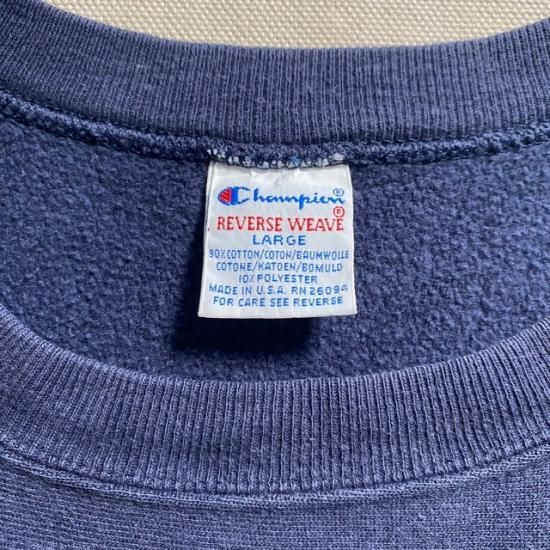 Champion®
REVERSE WEAVE®
LARGE
90% COTTON/COTON/BAUMWOLLE
COTONE/KATOEN/BOMULD
10% POLYESTER
MADE IN U.S.A. RN 26094
FOR CARE SEE REVERSE